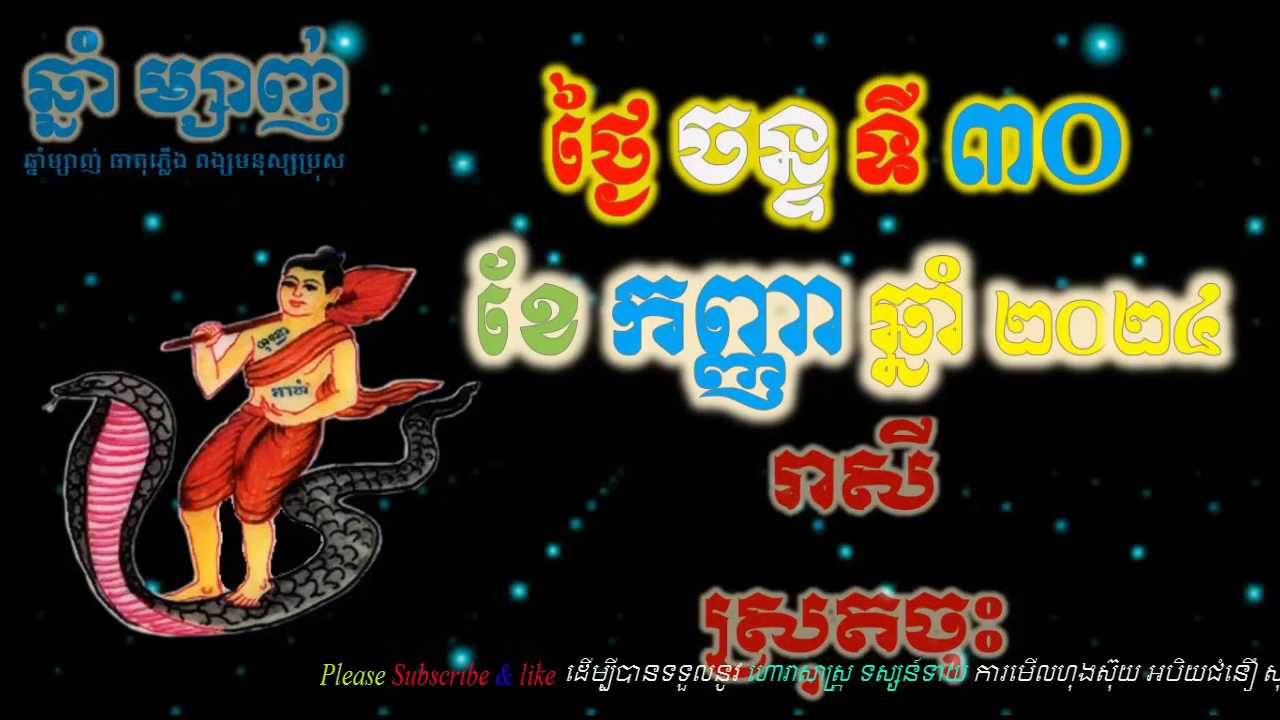 ឆ្នាំ ម្សាញ់
ឆ្នាំម្សាញ់ ធាតុភ្លើង ពង្សមនុស្សប្រុស
ថ្ងៃ ចន្ទ ទី ៣០
ខែ កញ្ញា ឆ្នាំ ២០២៤
រាសី
ស្រុតចុះ
Please Subscribe & like ដើម្បីបានទទួលនូវ ហោរាសាស្ត្រ ទស្សន៍ទាយ ការមើលហុងស៊ុយ អបិយជំនឿ